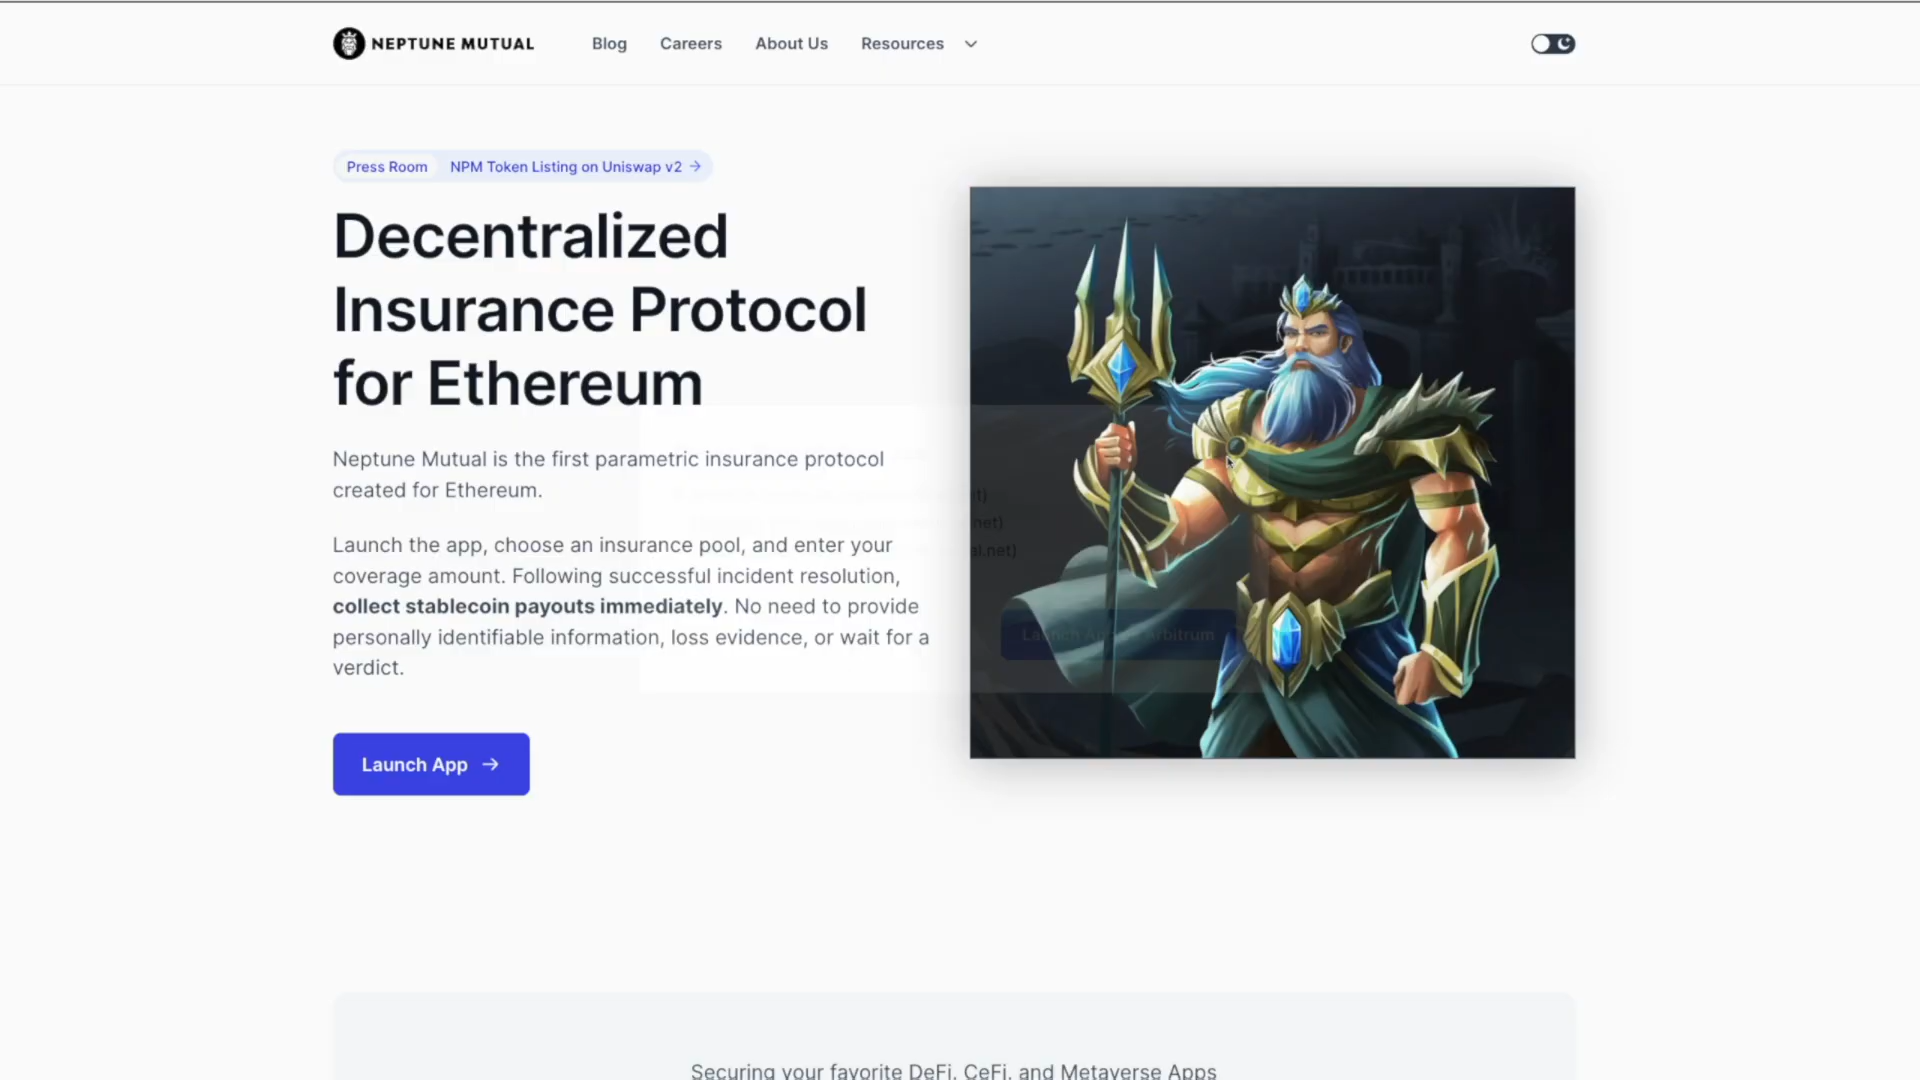 NEPTUNE MUTUAL
Blog
Careers
About Us
Resources
Press Room
NPM Token Listing on Uniswap v2 →
Decentralized
Insurance Protocol
for Ethereum
Neptune Mutual is the first parametric insurance protocol
created for Ethereum.
Launch the app, choose an insurance pool, and enter your
coverage amount. Following successful incident resolution,
collect stablecoin payouts immediately. No need to provide
personally identifiable information, loss evidence, or wait for a
verdict.
Launch App →
net)
Arbitrum
Securing your favorite DeFi, CeFi, and Metaverse Apps